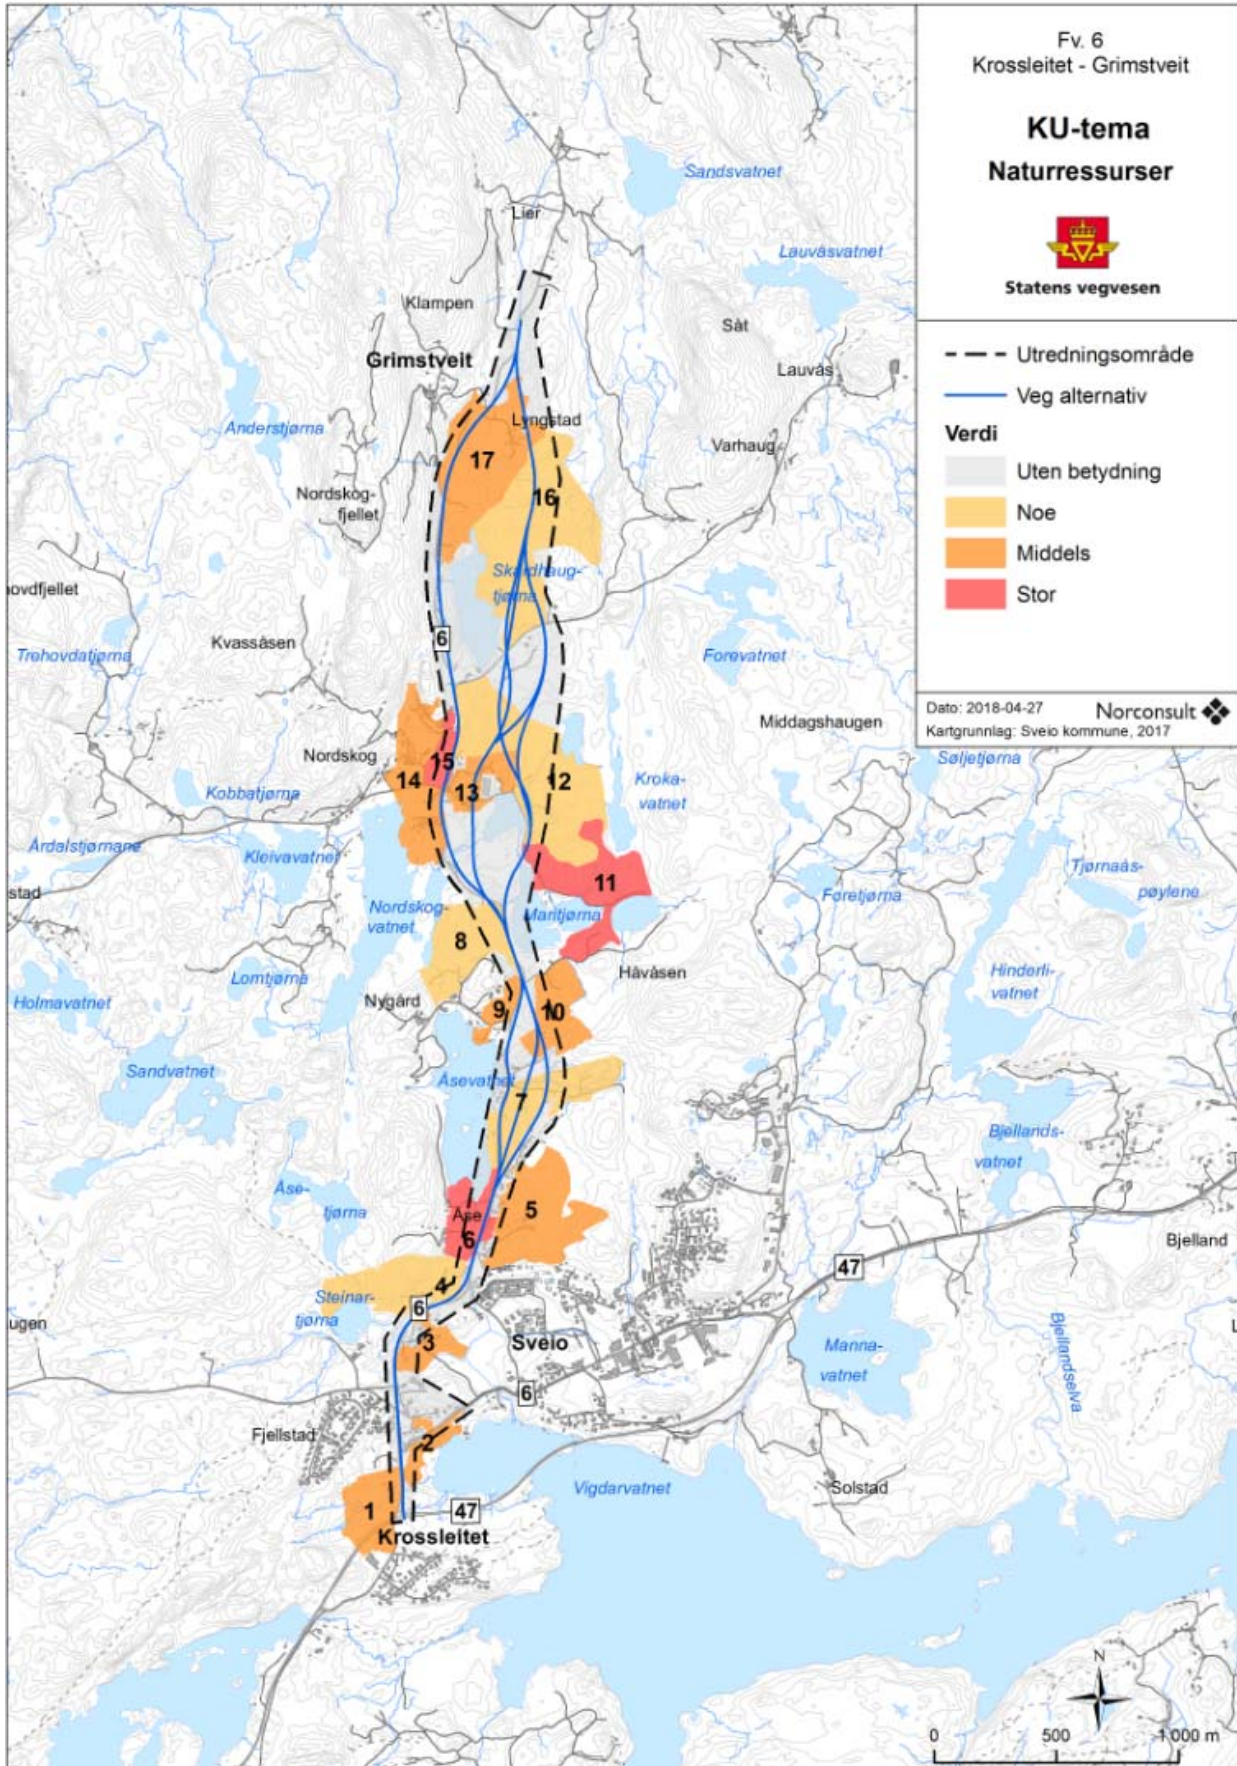 Fv. 6
Krossleitet - Grimstveit
KU-tema
Naturressurser
Statens vegvesen
Utredningsområde
Veg alternativ
Verdi
Uten betydning
Noe
Middels
Stor
Dato: 2018-04-27
Norconsult
Kartgrunnlag: Sveio kommune, 2017
Sandsvatnet
Lier
Lauvåsvatnet
Klampen
Såt
Grimstveit
Lauvås
Lyngstad
Anderstjørna
Varhaug
17
Nordskog-
fjellet
16
Skardhaug-
tjørna
ovdfjellet
6
Kvassåsen
Trehovdatjørna
Forevatnet
Middagshaugen
Nordskog
15
14
13
12
Kroka-
vatnet
Søljetjørna
Kobbatjørna
Årdalstjørnane
Kleivavatnet
11
Tjørnaås-
pøylene
stad
Nordskog-
vatnet
Maritjørna
Føretjørna
8
Håvåsen
Lomtjørna
Hinderli-
vatnet
Holmavatnet
Nygård
9
10
Sandvatnet
Åsevatnet
7
Bjellands-
vatnet
Åse-
tjørna
Åse
5
6
Bjelland
47
4
Steinar-
tjørna
6
ugen
3
Sveio
Manna-
vatnet
Bjellandselva
L
6
Fjellstad
2
Vigdarvatnet
Solstad
1
47
Krossleitet
N
0
500
1 000 m